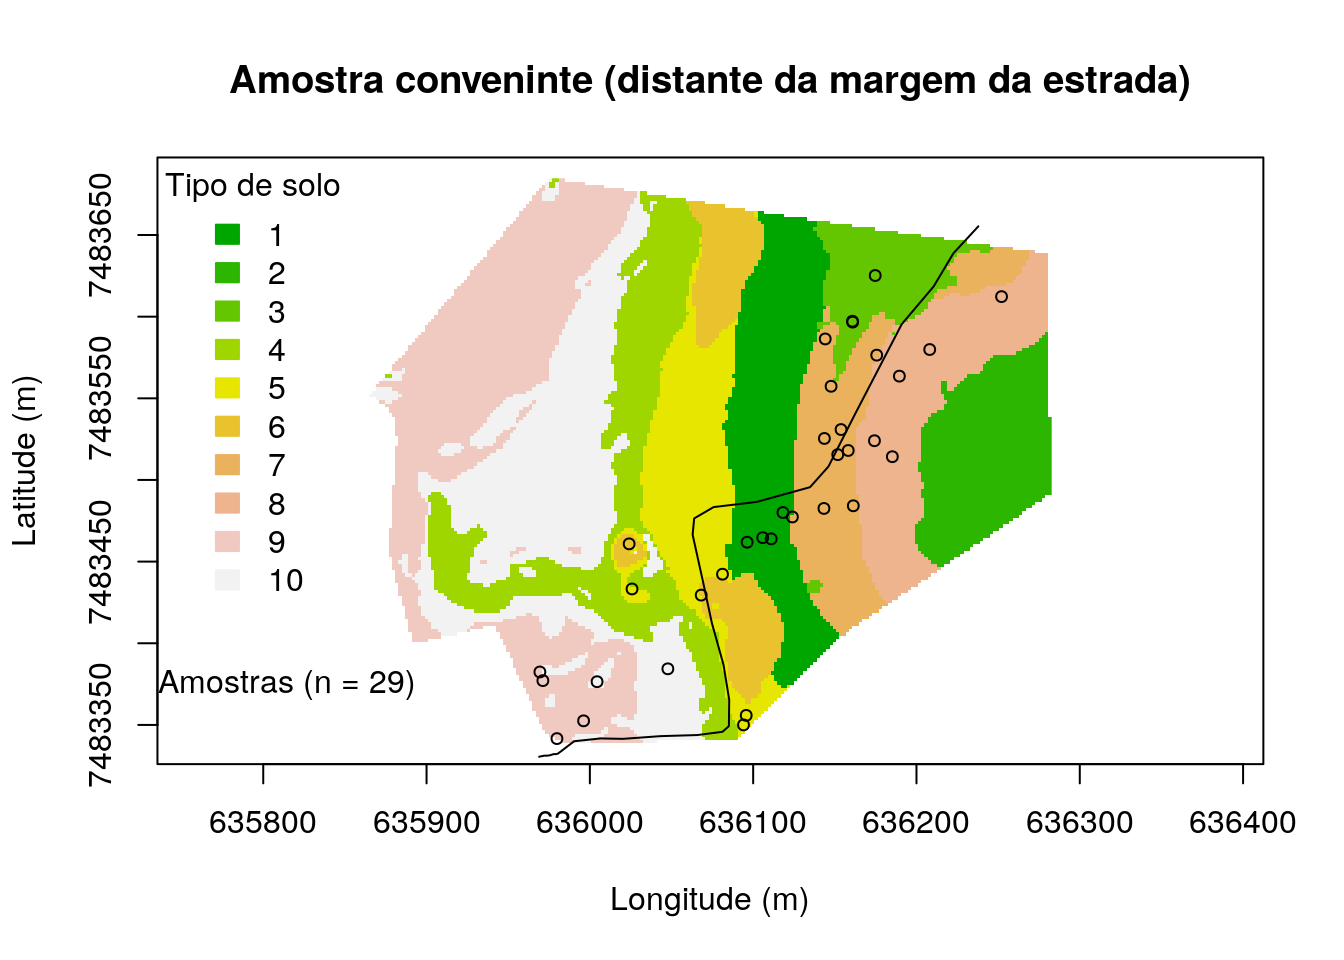 Amostra conveninte (distante da margem da estrada)
Tipo de solo
1
2
3
4
5
6
7
8
9
10
Amostras (n = 29)
Latitude (m)
7483650
7483550
7483450
7483350
635800 635900 636000 636100 636200 636300 636400
Longitude (m)